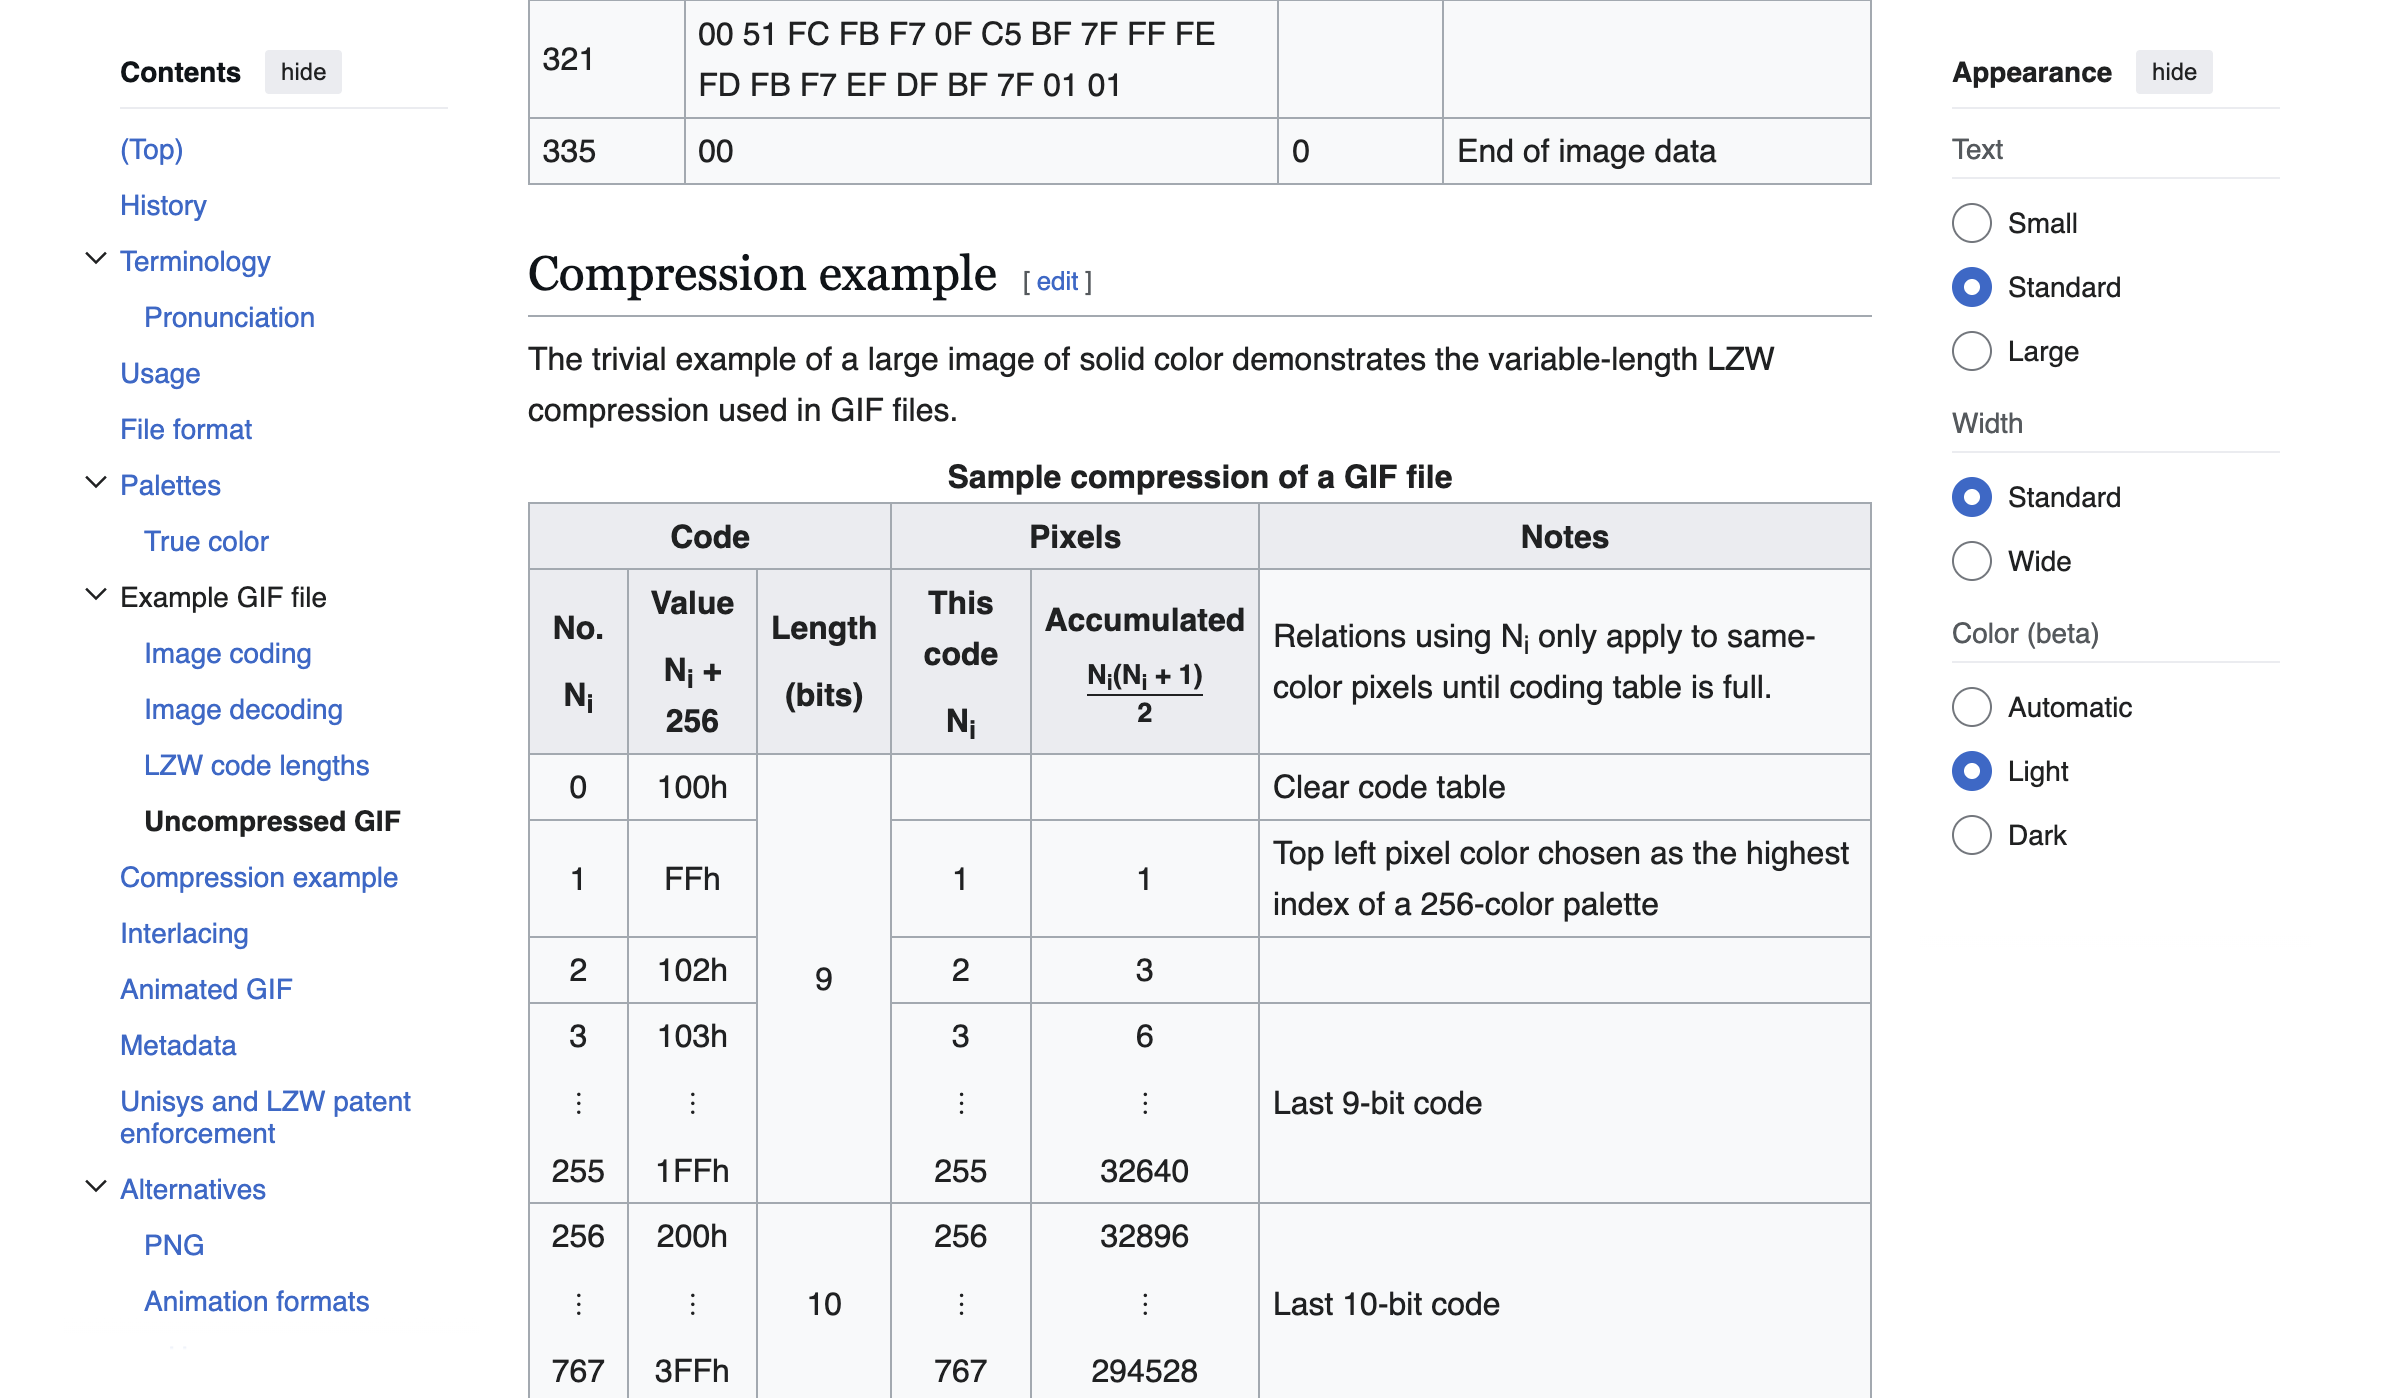 Contents hide
(Top)
History
Terminology
Pronunciation
Usage
File format
Palettes
True color
Example GIF file
Image coding
Image decoding
LZW code lengths
Uncompressed GIF
Compression example
Interlacing
Animated GIF
Metadata
Unisys and LZW patent
enforcement
Alternatives
PNG
Animation formats
321
00 51 FC FB F7 0F C5 BF 7F FF FE
FD FB F7 EF DF BF 7F 01 01
335 00 0 End of image data
Compression example [ edit ]
The trivial example of a large image of solid color demonstrates the variable-length LZW
compression used in GIF files.
Sample compression of a GIF file
Code Pixels Notes
No.
Ni
Value
Ni +
256
Length
(bits)
This
code
Ni
Accumulated
Ni(Ni + 1)
2
Relations using Ni only apply to same-
color pixels until coding table is full.
0 100h Clear code table
1 FFh 1 1
Top left pixel color chosen as the highest
index of a 256-color palette
2 102h 9 2 3
3 103h 3 6
⋮ ⋮ ⋮ ⋮ Last 9-bit code
255 1FFh 255 32640
256 200h 256 32896
⋮ ⋮ 10 ⋮ ⋮ Last 10-bit code
767 3FFh 767 294528
Appearance hide
Text
Small
Standard
Large
Width
Standard
Wide
Color (beta)
Automatic
Light
Dark